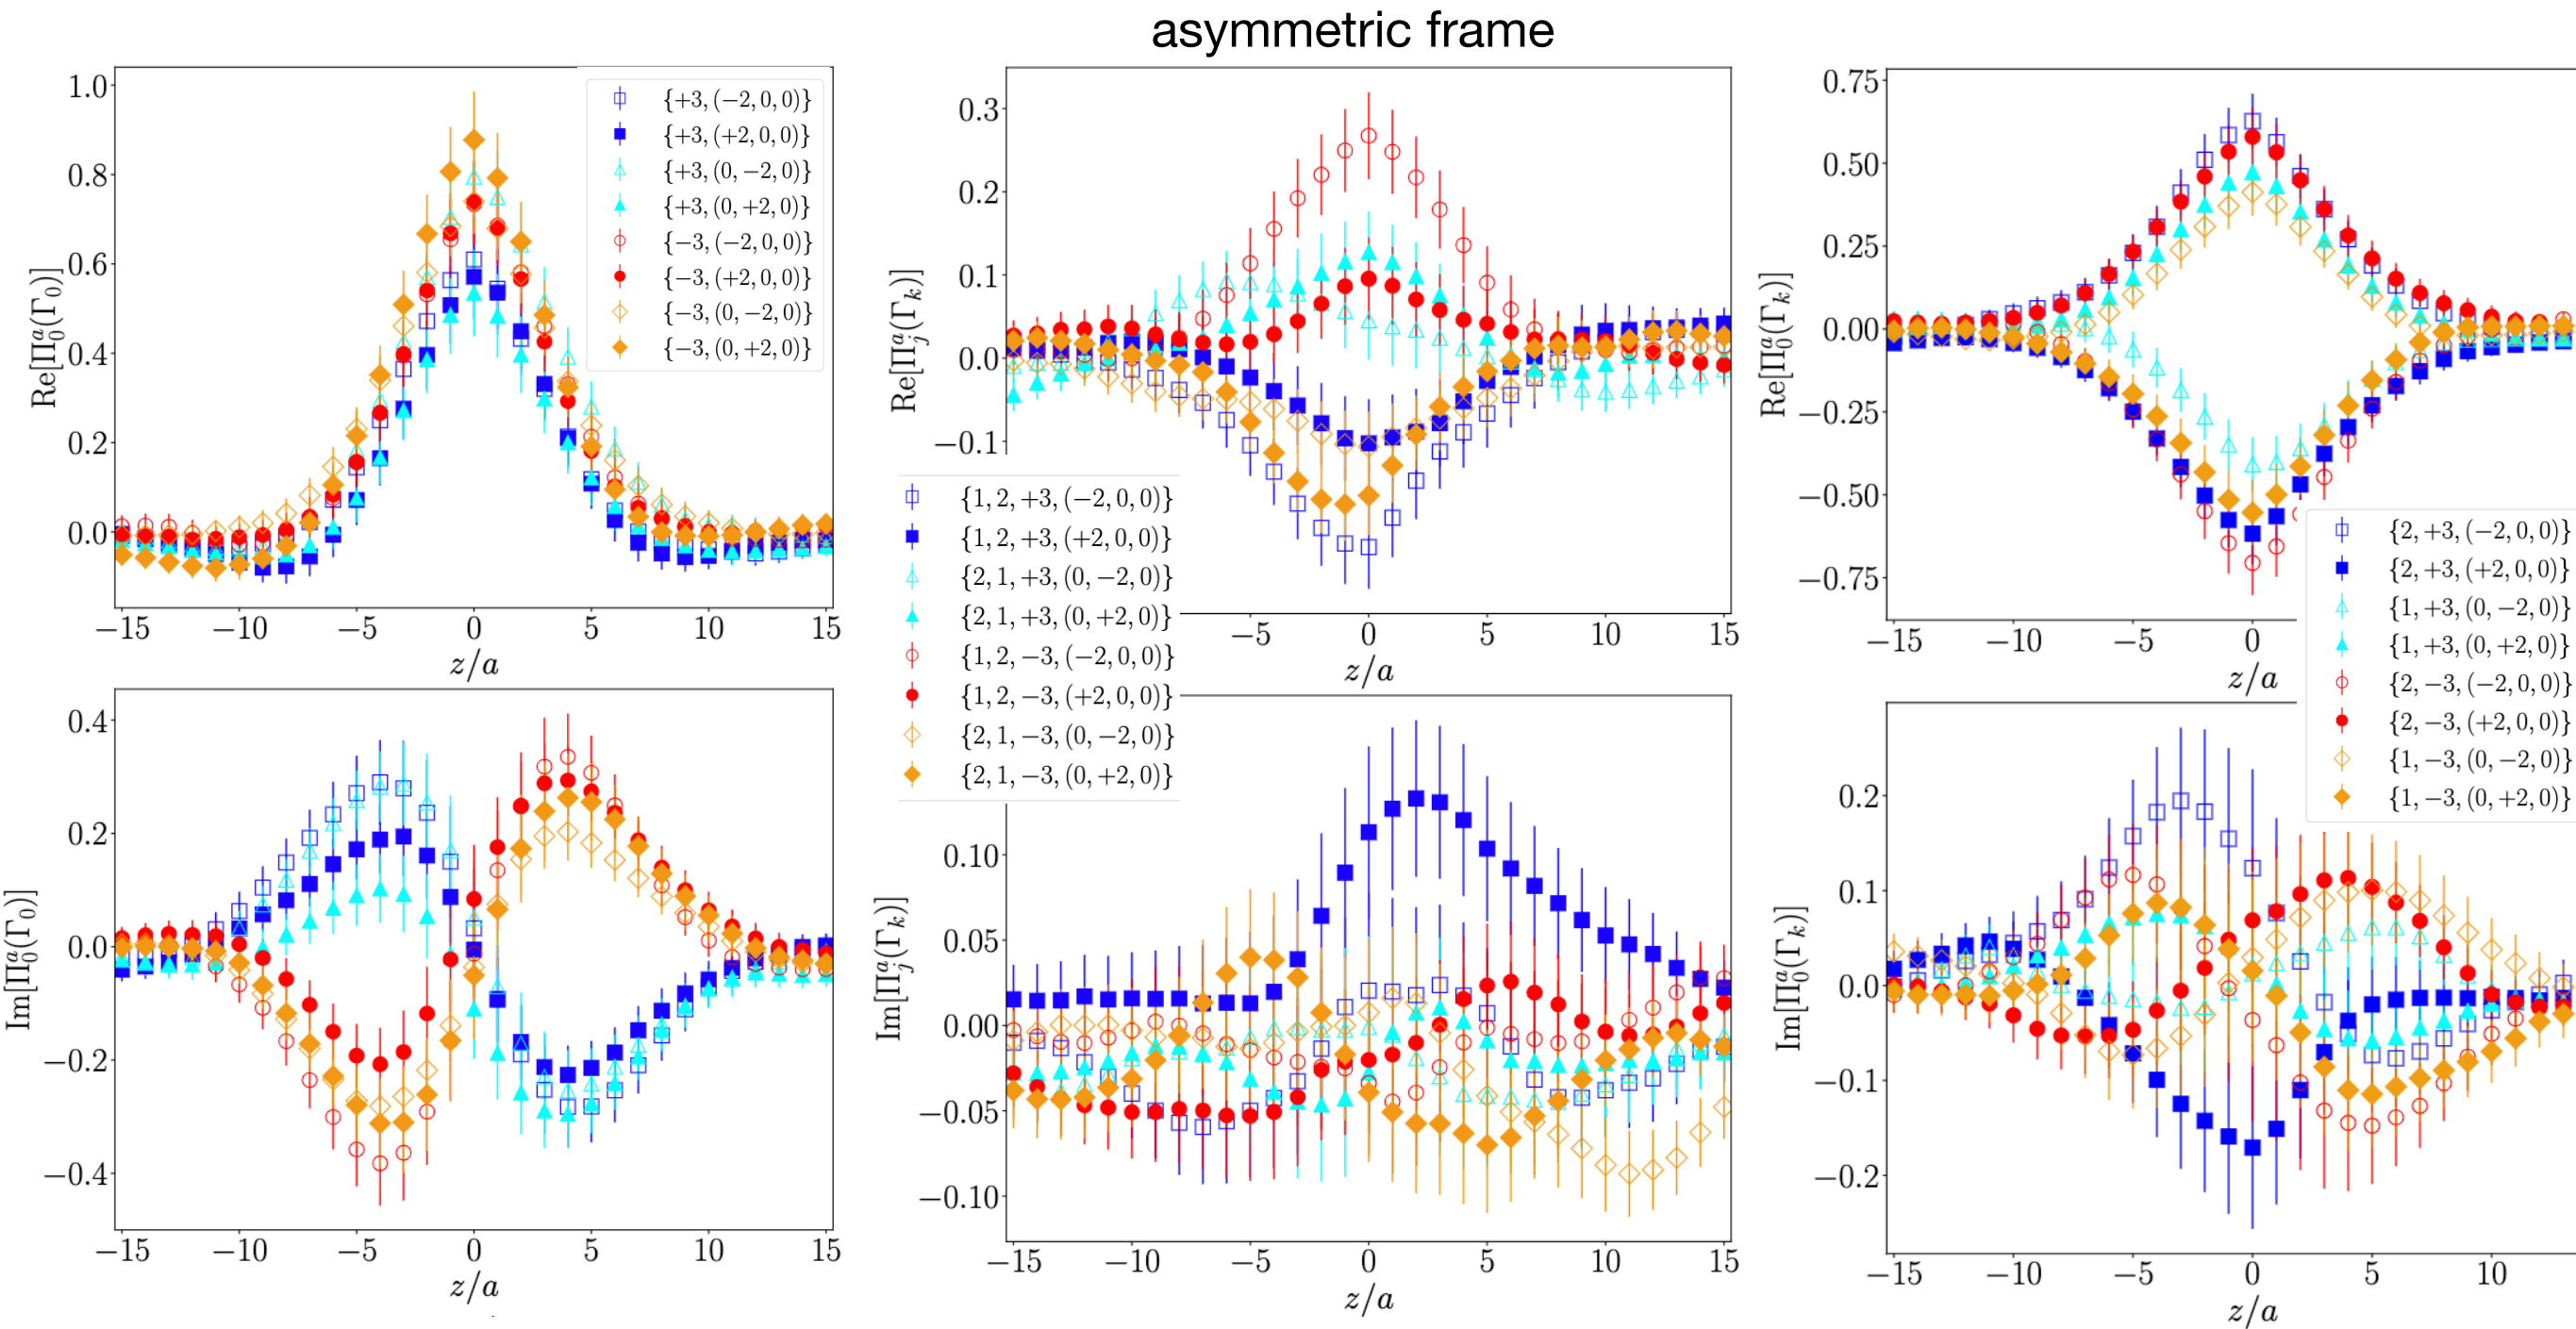 asymmetric frame
Re[Π₀ᵃ(Γ₀)]
1.0
0.8
0.6
0.4
0.2
0.0
{+3, (−2, 0, 0)}
{+3, (+2, 0, 0)}
{+3, (0, −2, 0)}
{+3, (0, +2, 0)}
{−3, (−2, 0, 0)}
{−3, (+2, 0, 0)}
{−3, (0, −2, 0)}
{−3, (0, +2, 0)}
−15 −10 −5 0 5 10 15
z/a
Re[Πⱼᵃ(Γₖ)]
0.3
0.2
0.1
0.0
−0.1
{1, 2, +3, (−2, 0, 0)}
{1, 2, +3, (+2, 0, 0)}
{2, 1, +3, (0, −2, 0)}
{2, 1, +3, (0, +2, 0)}
{1, 2, −3, (−2, 0, 0)}
{1, 2, −3, (+2, 0, 0)}
{2, 1, −3, (0, −2, 0)}
{2, 1, −3, (0, +2, 0)}
−5 0 5 10 15
z/a
Re[Π₀ᵃ(Γₖ)]
0.75
0.50
0.25
0.00
−0.25
−0.50
−0.75
{2, +3, (−2, 0, 0)}
{2, +3, (+2, 0, 0)}
{1, +3, (0, −2, 0)}
{1, +3, (0, +2, 0)}
{2, −3, (−2, 0, 0)}
{2, −3, (+2, 0, 0)}
{1, −3, (0, −2, 0)}
{1, −3, (0, +2, 0)}
−15 −10 −5 0
z/a
Im[Π₀ᵃ(Γ₀)]
0.4
0.2
0.0
−0.2
−0.4
−15 −10 −5 0 5 10 15
z/a
Im[Πⱼᵃ(Γₖ)]
0.10
0.05
0.00
−0.05
−0.10
−15 −10 −5 0 5 10 15
z/a
Im[Π₀ᵃ(Γₖ)]
0.2
0.1
0.0
−0.1
−0.2
−15 −10 −5 0 5 10
z/a